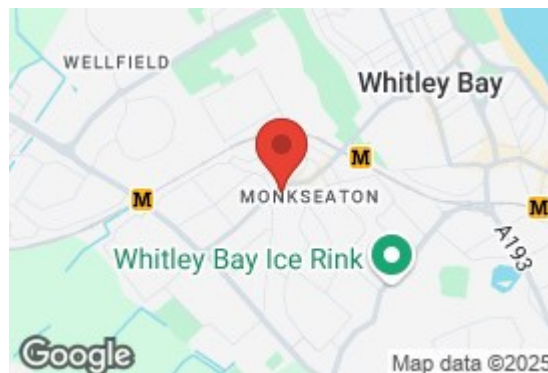 WELLFIELD
Whitley Bay
M
M
MONKSEATON
M
A193
Whitley Bay Ice Rink
Google
Map data ©2025